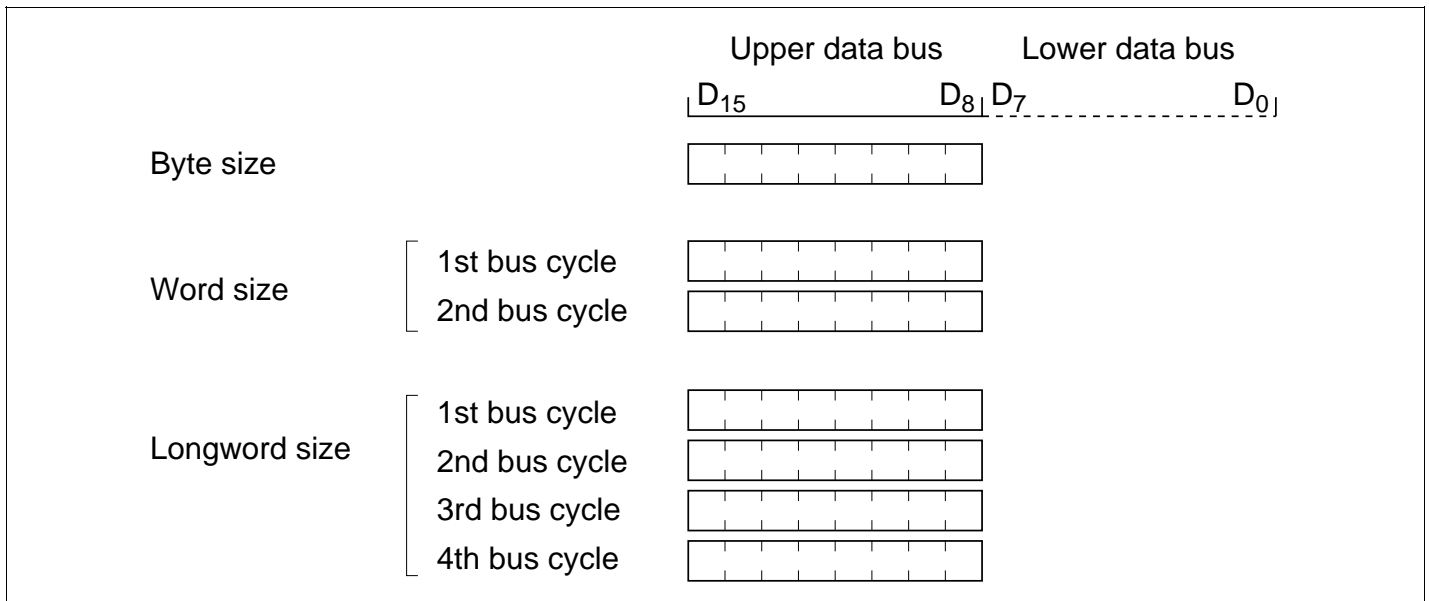 Upper data bus Lower data bus
D15 D8 D7 D0
Byte size
Word size
1st bus cycle
2nd bus cycle
Longword size
1st bus cycle
2nd bus cycle
3rd bus cycle
4th bus cycle